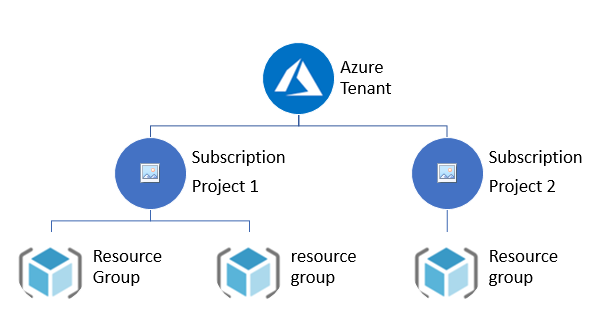 Azure
Tenant
Subscription
Project 1
Subscription
Project 2
Resource
Group
resource
group
Resource
group